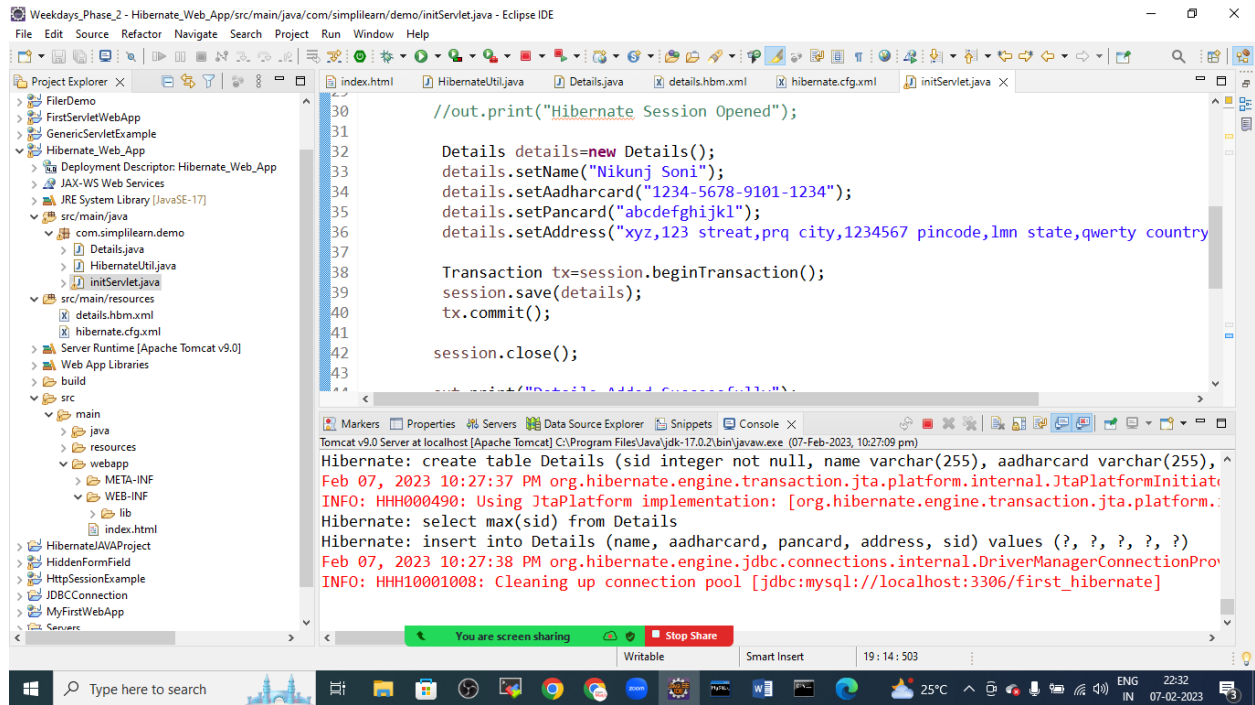 Weekdays_Phase_2 - Hibernate_Web_App/src/main/java/com/simplilearn/demo/initServlet.java - Eclipse IDE
File Edit Source Refactor Navigate Search Project Run Window Help
Project Explorer
index.html HibernateUtil.java Details.java details.hbm.xml hibernate.cfg.xml initServlet.java
FilerDemo
FirstServletWebApp
GenericServletExample
Hibernate_Web_App
Deployment Descriptor: Hibernate_Web_App
JAX-WS Web Services
JRE System Library [JavaSE-17]
src/main/java
com.simplilearn.demo
Details.java
HibernateUtil.java
initServlet.java
src/main/resources
details.hbm.xml
hibernate.cfg.xml
Server Runtime [Apache Tomcat v9.0]
Web App Libraries
build
src
main
java
resources
webapp
META-INF
WEB-INF
lib
index.html
HibernateJAVAProject
HiddenFormField
HttpSessionExample
JDBCConnection
MyFirstWebApp
Servers
29
30 //out.print("Hibernate Session Opened");
31
32 Details details=new Details();
33 details.setName("Nikunj Soni");
34 details.setAadharcard("1234-5678-9101-1234");
35 details.setPancard("abcdefghijkl");
36 details.setAddress("xyz,123 streat,prq city,1234567 pincode,lmn state,qwerty country
37
38 Transaction tx=session.beginTransaction();
39 session.save(details);
40 tx.commit();
41
42 session.close();
43
44 out.print("Details Added Successfully");
Markers Properties Servers Data Source Explorer Snippets Console
Tomcat v9.0 Server at localhost [Apache Tomcat] C:\Program Files\Java\jdk-17.0.2\bin\javaw.exe (07-Feb-2023, 10:27:09 pm)
Hibernate: create table Details (sid integer not null, name varchar(255), aadharcard varchar(255),
Feb 07, 2023 10:27:37 PM org.hibernate.engine.transaction.jta.platform.internal.JtaPlatformInitiato
INFO: HHH000490: Using JtaPlatform implementation: [org.hibernate.engine.transaction.jta.platform.i
Hibernate: select max(sid) from Details
Hibernate: insert into Details (name, aadharcard, pancard, address, sid) values (?, ?, ?, ?, ?)
Feb 07, 2023 10:27:38 PM org.hibernate.engine.jdbc.connections.internal.DriverManagerConnectionProv
INFO: HHH10001008: Cleaning up connection pool [jdbc:mysql://localhost:3306/first_hibernate]
You are screen sharing Stop Share
Writable Smart Insert 19 : 14 : 503
Type here to search
zoom
25°C
ENG
IN
22:32
07-02-2023
3